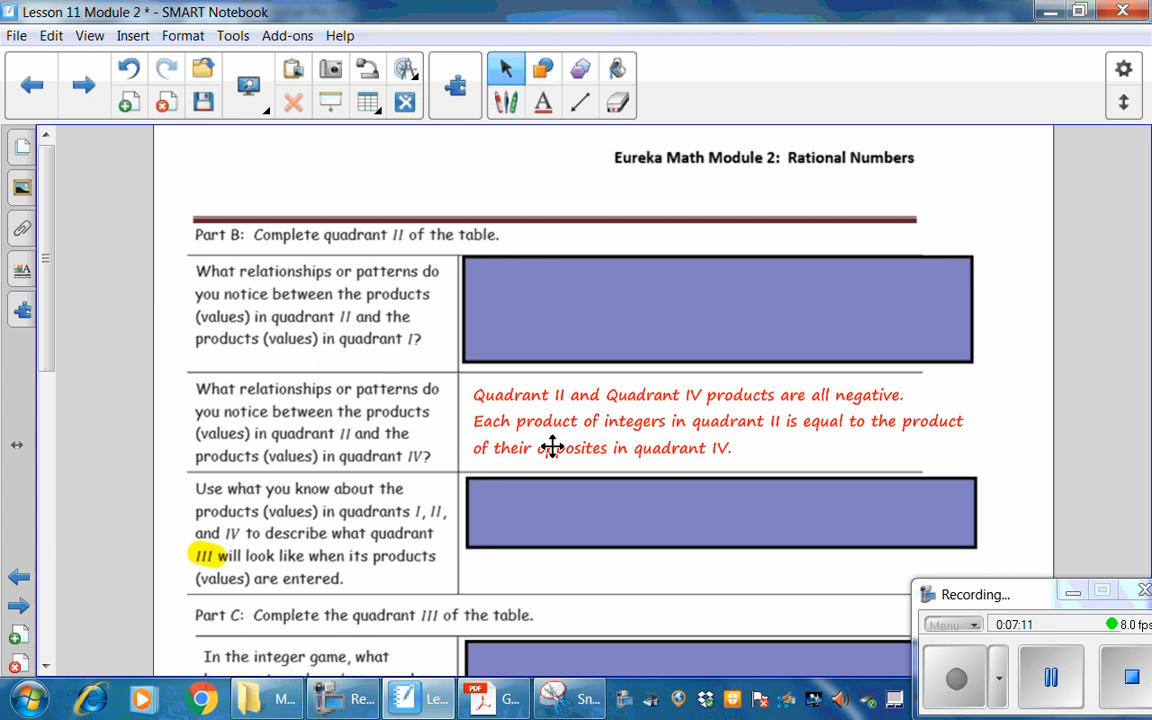 Lesson 11 Module 2 * - SMART Notebook
File Edit View Insert Format Tools Add-ons Help
Eureka Math Module 2: Rational Numbers
Part B: Complete quadrant II of the table.
What relationships or patterns do
you notice between the products
(values) in quadrant II and the
products (values) in quadrant I?
What relationships or patterns do
you notice between the products
(values) in quadrant II and the
products (values) in quadrant IV?
Quadrant II and Quadrant IV products are all negative.
Each product of integers in quadrant II is equal to the product
of their opposites in quadrant IV.
Use what you know about the
products (values) in quadrants I, II,
and IV to describe what quadrant
III will look like when its products
(values) are entered.
Part C: Complete the quadrant III of the table.
In the integer game, what
Recording...
Menu 0:07:11 8.0 fps
M... Re... Le... PDF G... Sn...